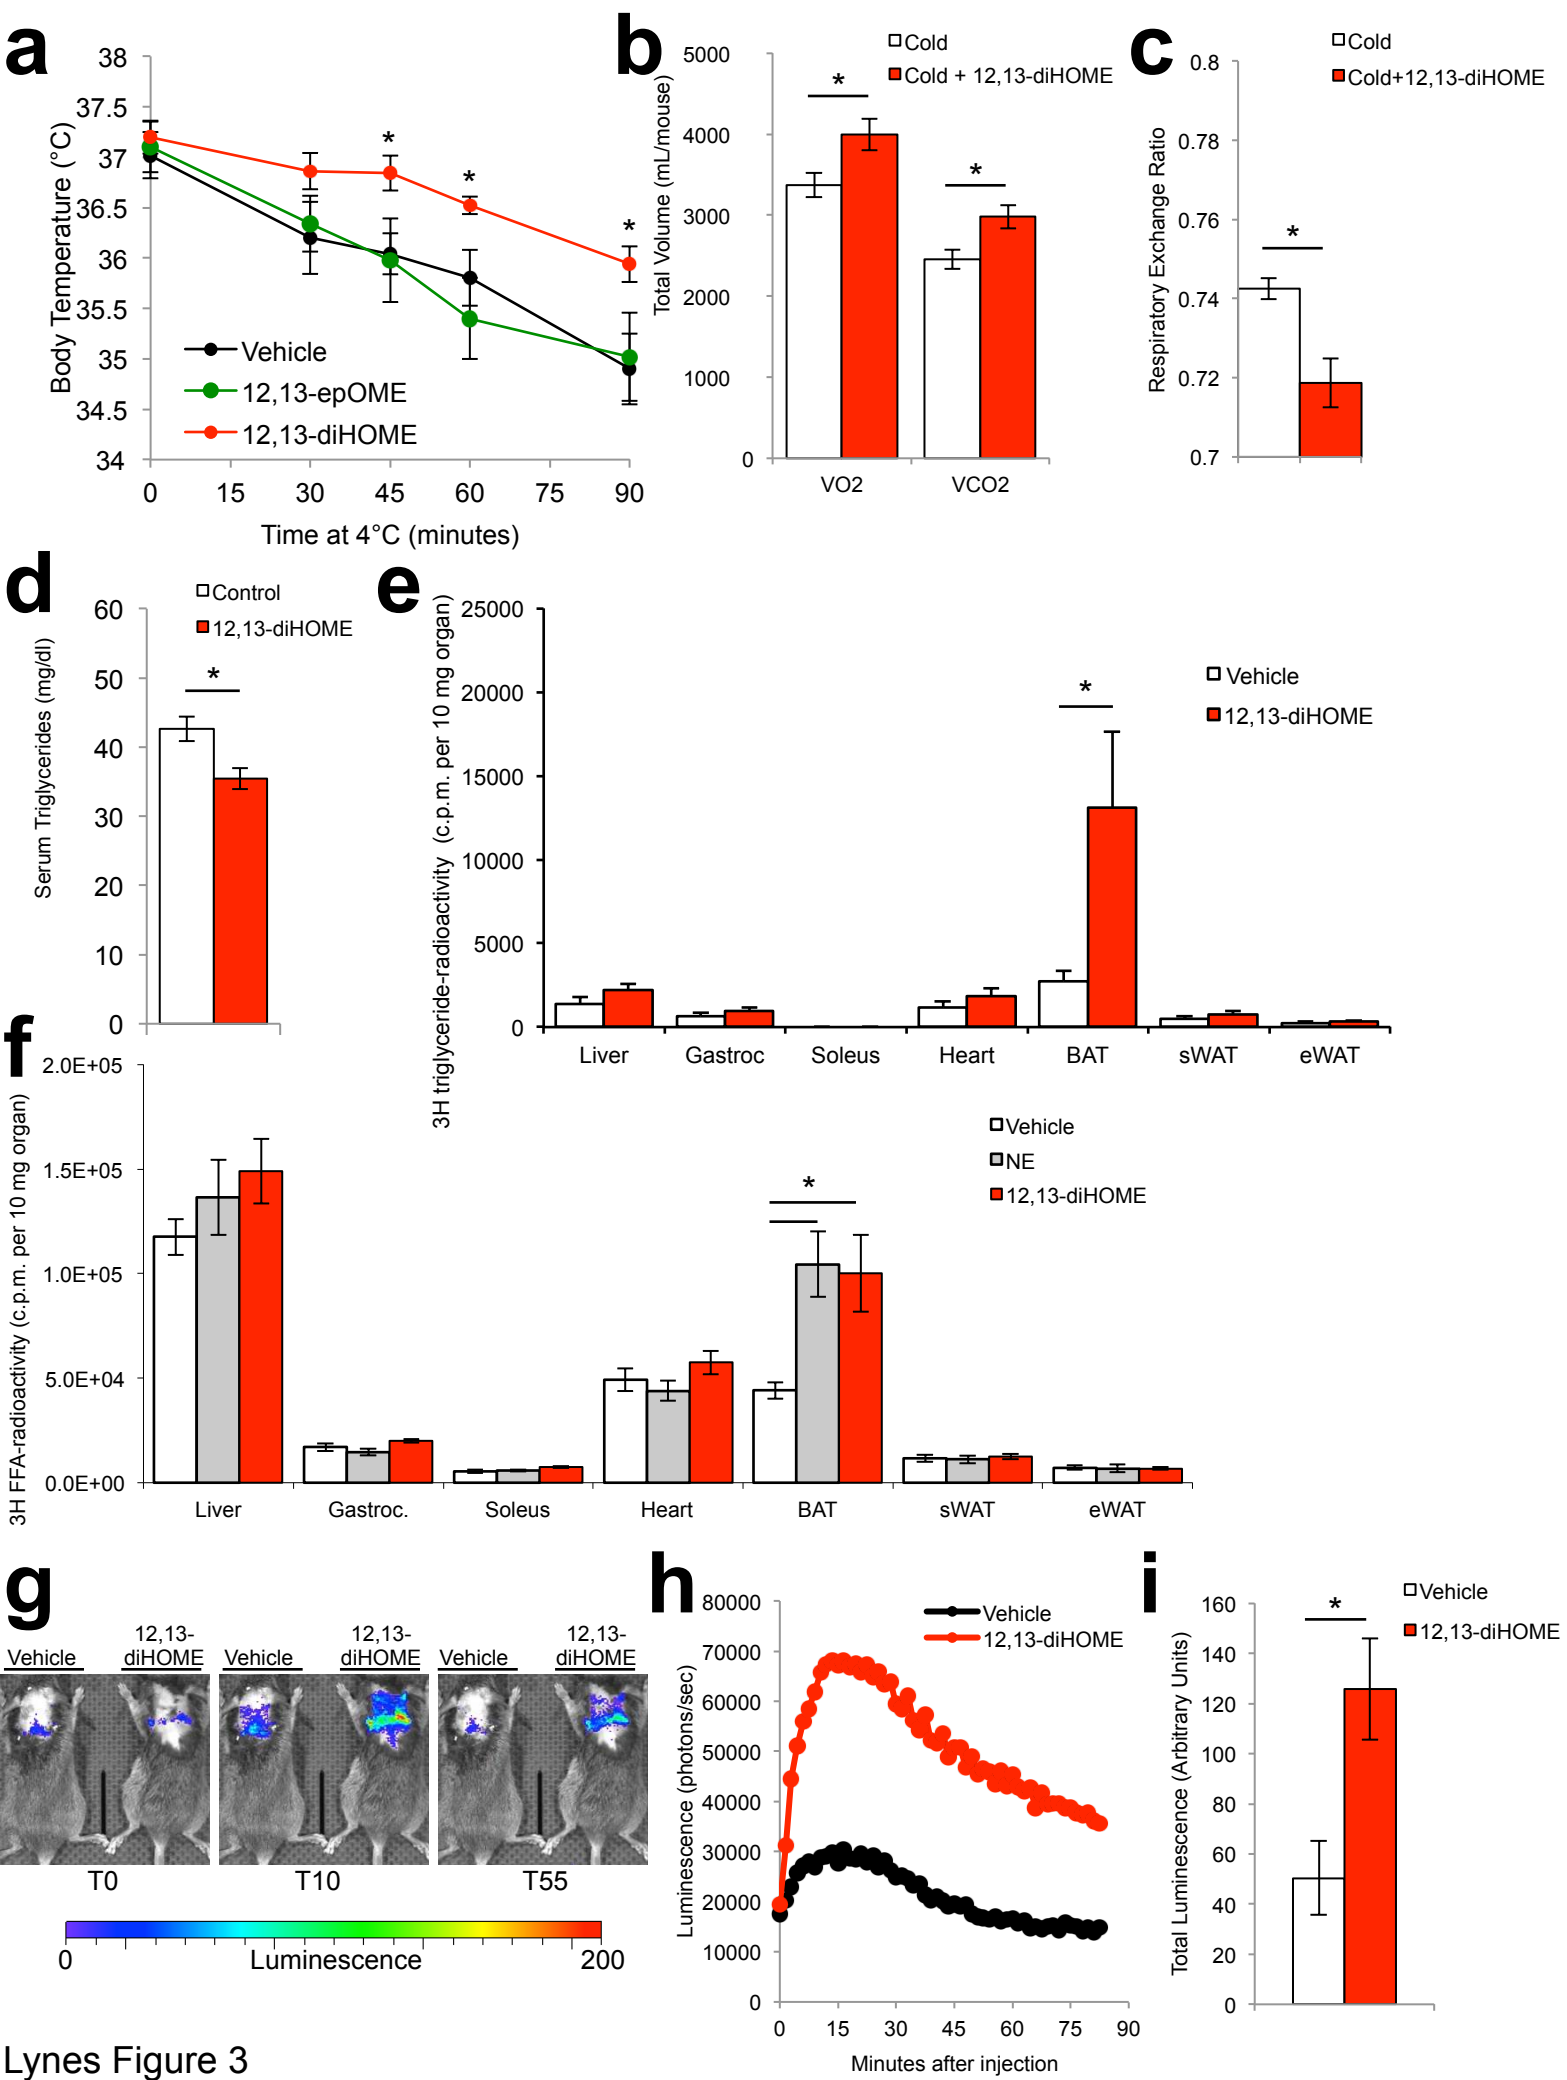 a
38
37.5
37
36.5
36
35.5
35
34.5
34
Body Temperature (°C)
*
*
*
Vehicle
12,13-epOME
12,13-diHOME
0 15 30 45 60 75 90
Time at 4°C (minutes)
b
Cold
Cold + 12,13-diHOME
5000
4000
3000
2000
1000
0
Total Volume (mL/mouse)
*
*
VO2 VCO2
c
Cold
Cold+12,13-diHOME
0.8
0.78
0.76
0.74
0.72
0.7
Respiratory Exchange Ratio
*
d
Control
12,13-diHOME
60
50
40
30
20
10
0
Serum Triglycerides (mg/dl)
*
e
25000
20000
15000
10000
5000
0
3H triglyceride-radioactivity (c.p.m. per 10 mg organ)
Vehicle
12,13-diHOME
*
Liver Gastroc Soleus Heart BAT sWAT eWAT
f
2.0E+05
1.5E+05
1.0E+05
5.0E+04
0.0E+00
3H FFA-radioactivity (c.p.m. per 10 mg organ)
Vehicle
NE
12,13-diHOME
*
Liver Gastroc. Soleus Heart BAT sWAT eWAT
g
Vehicle 12,13-diHOME Vehicle 12,13-diHOME Vehicle 12,13-diHOME
T0 T10 T55
0 Luminescence 200
h
80000
70000
60000
50000
40000
30000
20000
10000
0
Luminescence (photons/sec)
Vehicle
12,13-diHOME
0 15 30 45 60 75 90
Minutes after injection
i
Vehicle
12,13-diHOME
160
140
120
100
80
60
40
20
0
Total Luminescence (Arbitrary Units)
*
Lynes Figure 3